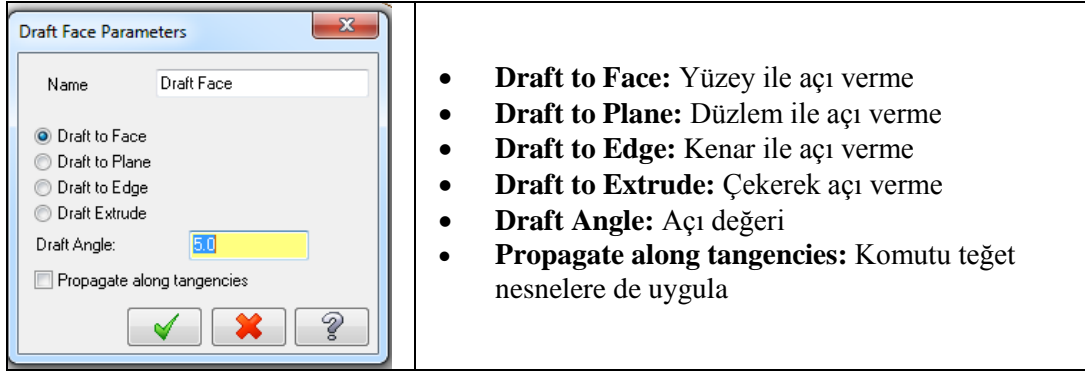 Draft Face Parameters
Name Draft Face
Draft to Face
Draft to Plane
Draft to Edge
Draft Extrude
Draft Angle: 5.0
Propagate along tangencies
• Draft to Face: Yüzey ile açı verme
• Draft to Plane: Düzlem ile açı verme
• Draft to Edge: Kenar ile açı verme
• Draft to Extrude: Çekerek açı verme
• Draft Angle: Açı değeri
• Propagate along tangencies: Komutu teğet
nesnelere de uygula